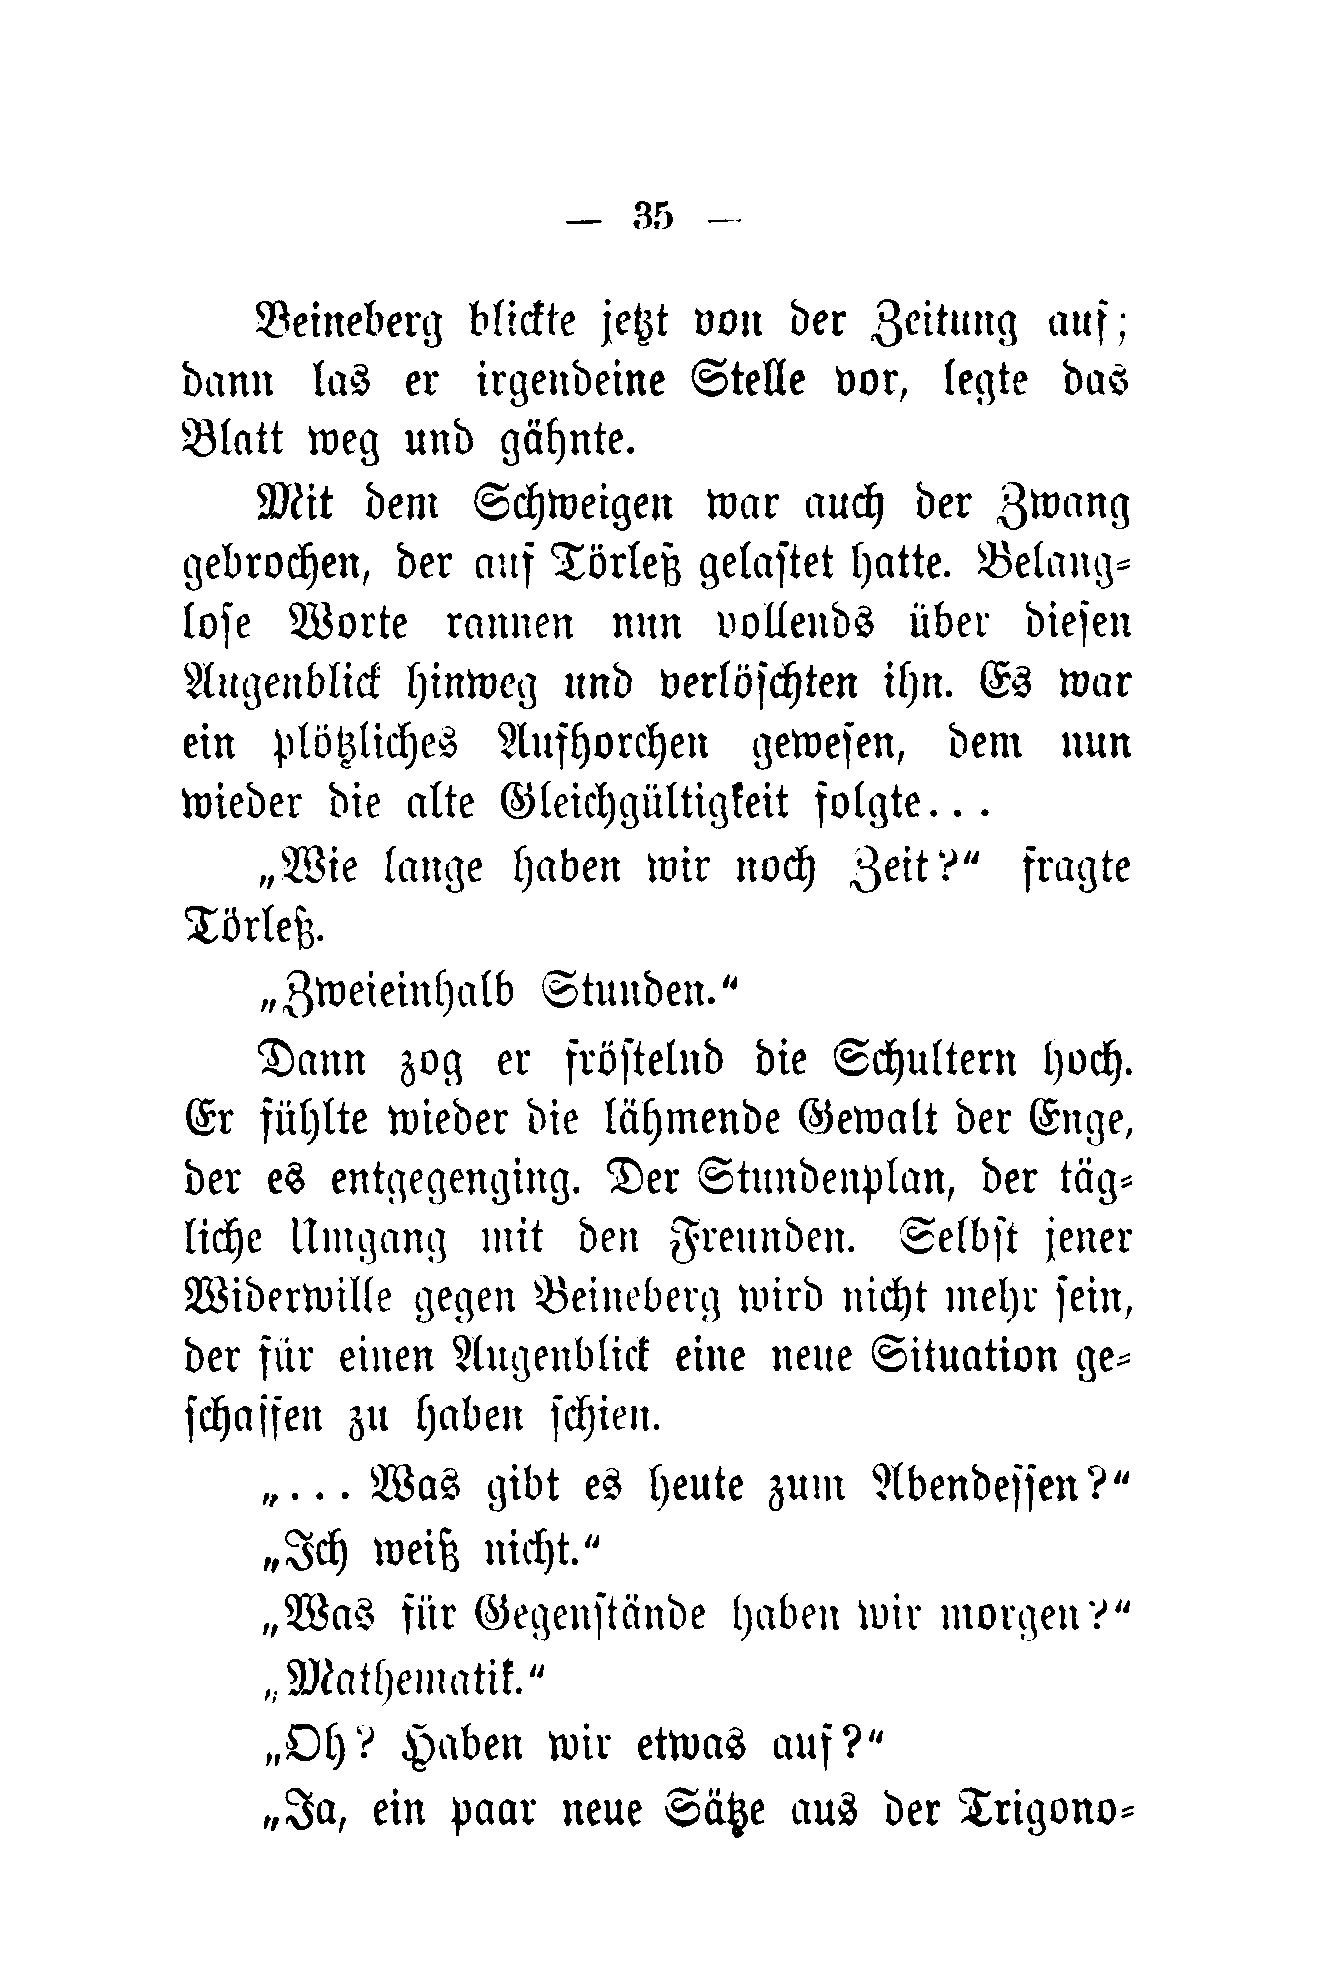 — 35 —
Beineberg blickte jetzt von der Zeitung auf;
dann las er irgendeine Stelle vor, legte das
Blatt weg und gähnte.
Mit dem Schweigen war auch der Zwang
gebrochen, der auf Törleß gelastet hatte. Belang-
lose Worte rannen nun vollends über diesen
Augenblick hinweg und verlöschten ihn. Es war
ein plötzliches Aufhorchen gewesen, dem nun
wieder die alte Gleichgültigkeit folgte...
„Wie lange haben wir noch Zeit?“ fragte
Törleß.
„Zweieinhalb Stunden.“
Dann zog er fröstelnd die Schultern hoch.
Er fühlte wieder die lähmende Gewalt der Enge,
der es entgegenging. Der Stundenplan, der täg-
liche Umgang mit den Freunden. Selbst jener
Widerwille gegen Beineberg wird nicht mehr sein,
der für einen Augenblick eine neue Situation ge-
schaffen zu haben schien.
„... Was gibt es heute zum Abendessen?“
„Ich weiß nicht.“
„Was für Gegenstände haben wir morgen?“
„Mathematik.“
„Oh? Haben wir etwas auf?“
„Ja, ein paar neue Sätze aus der Trigono-